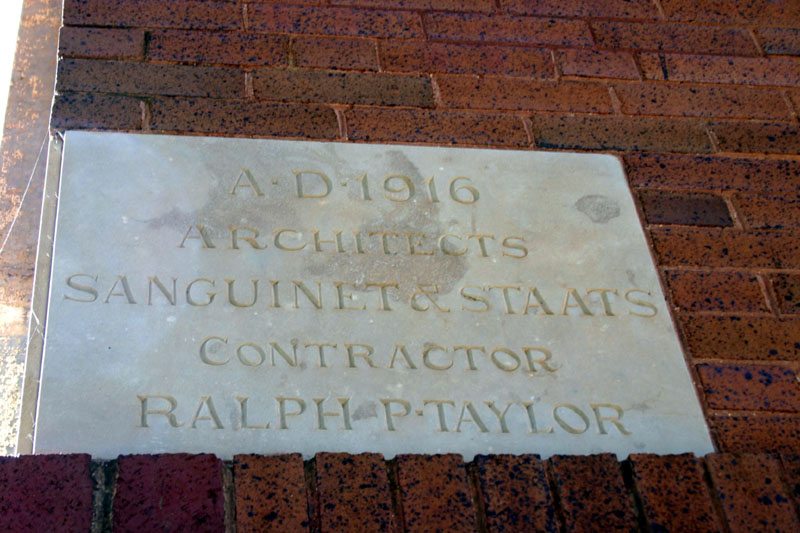 A·D·1916
ARCHITECTS
SANGUINET & STAATS
CONTRACTOR
RALPH·P·TAYLOR